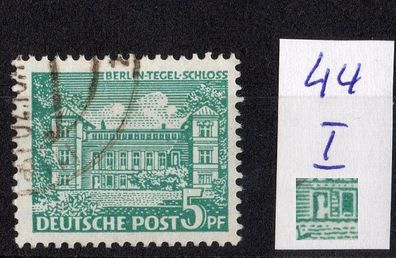 BERLIN-TEGEL-SCHLOSS
DEUTSCHE POST 5 PF
44
I